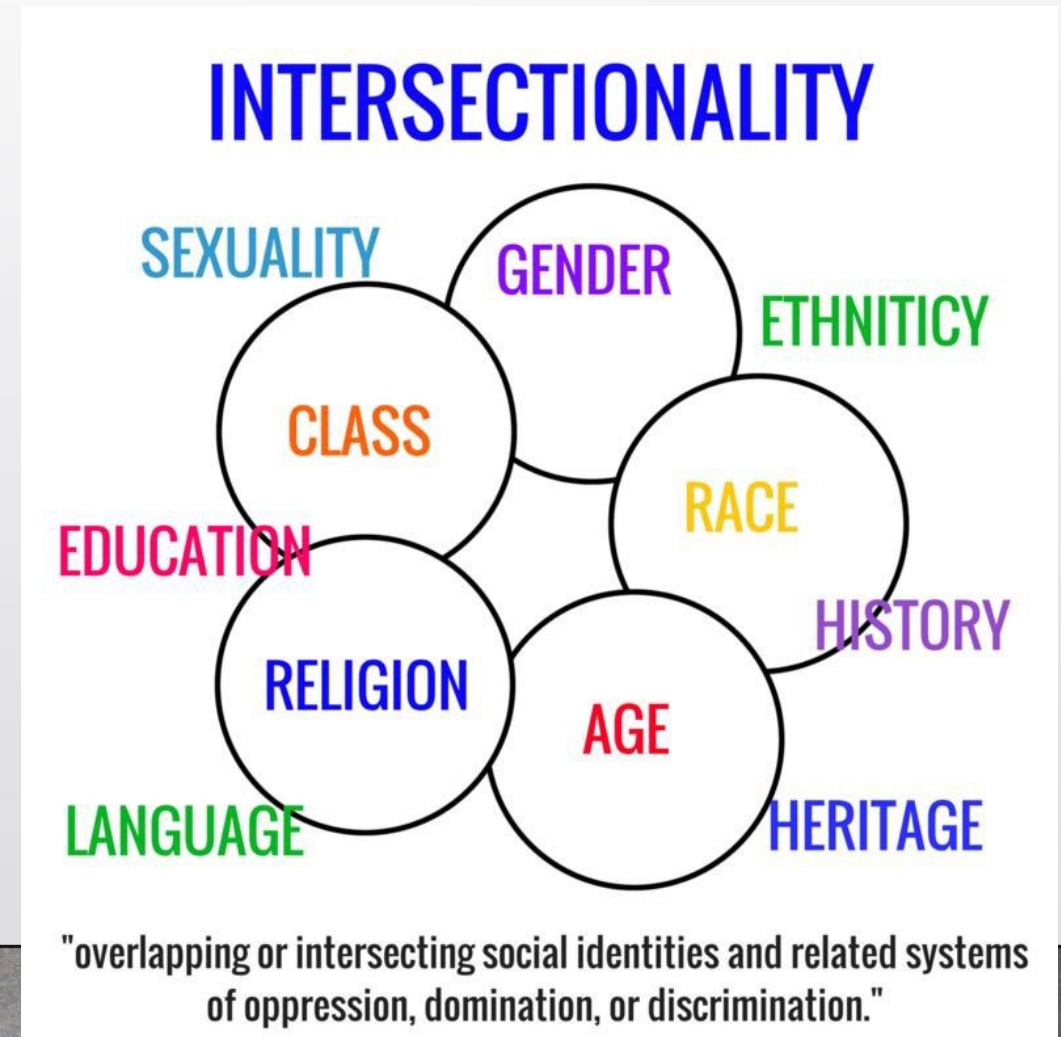 INTERSECTIONALITY
SEXUALITY
GENDER
ETHNITICY
CLASS
RACE
EDUCATION
HISTORY
RELIGION
AGE
LANGUAGE
HERITAGE
"overlapping or intersecting social identities and related systems
of oppression, domination, or discrimination."